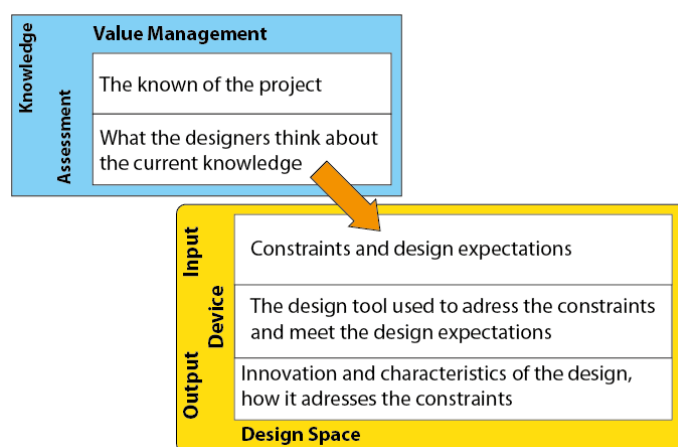 Value Management
Knowledge
The known of the project
Assessment
What the designers think about
the current knowledge
Input
Constraints and design expectations
Device
The design tool used to adress the constraints
and meet the design expectations
Output
Innovation and characteristics of the design,
how it adresses the constraints
Design Space